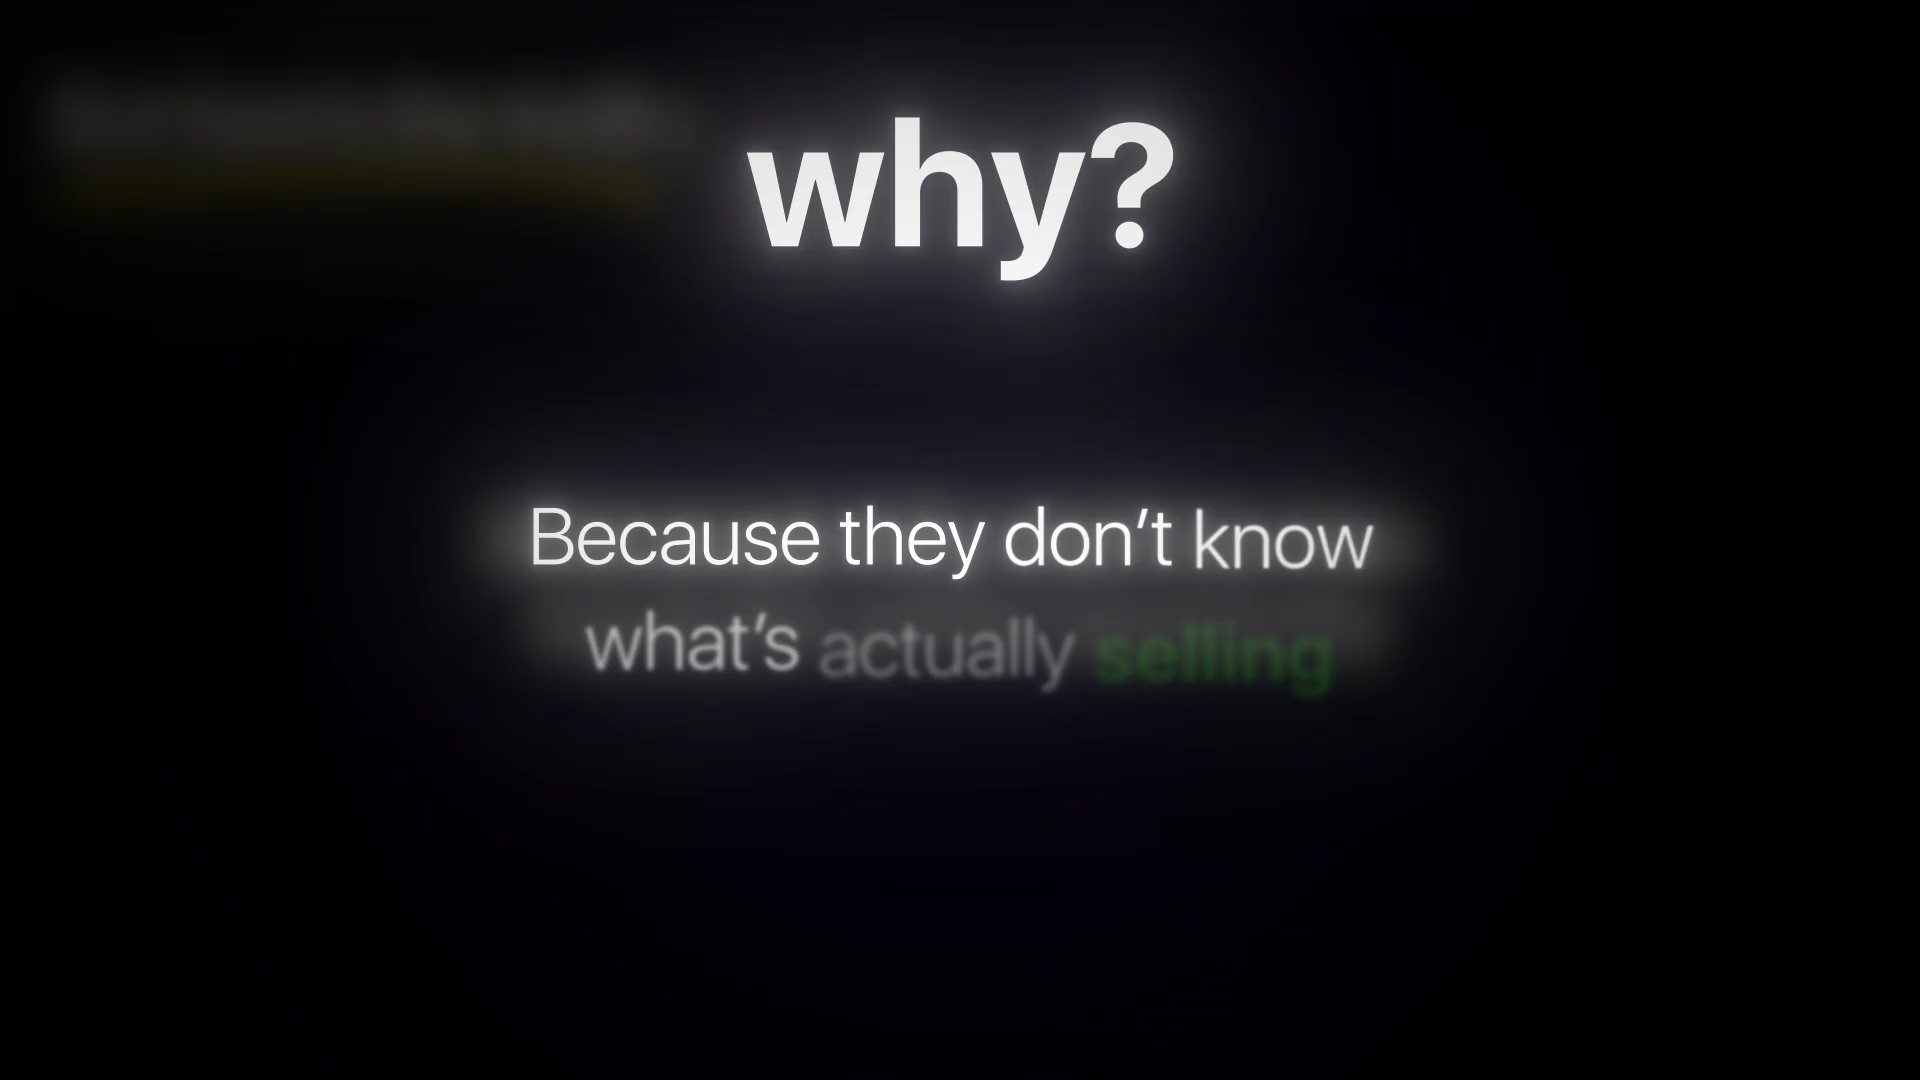 why?
Because they don’t know
what’s actually selling